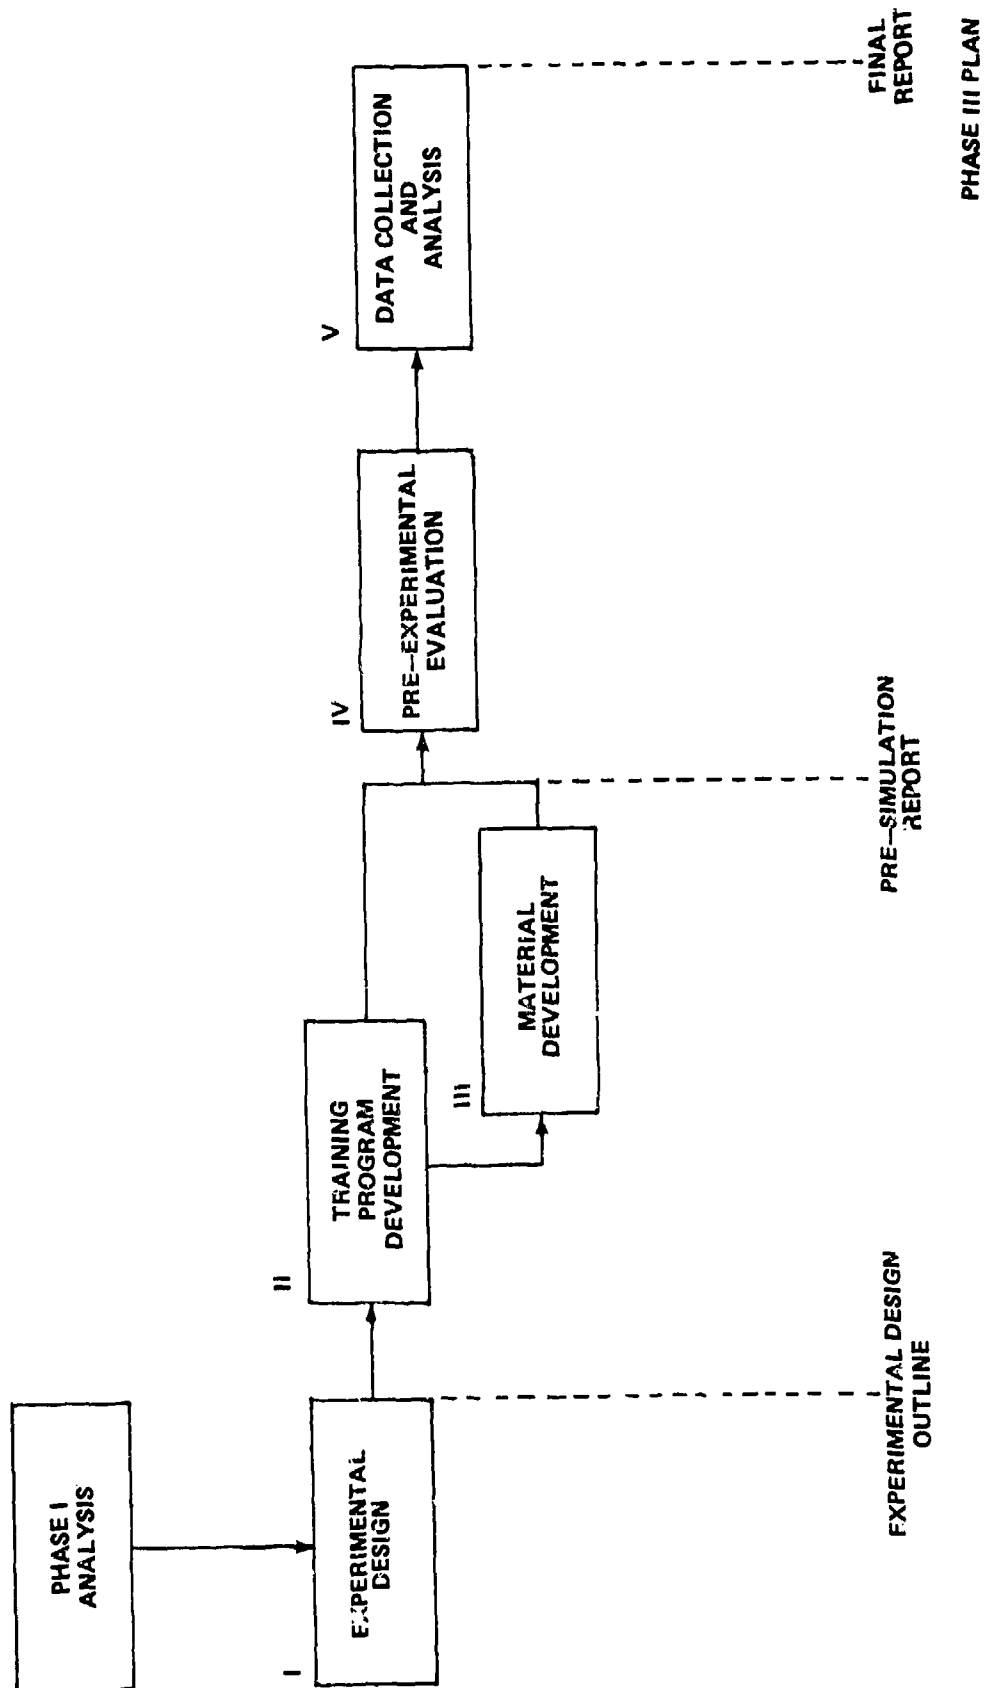 PHASE I
ANALYSIS
I
EXPERIMENTAL
DESIGN
II
TRAINING
PROGRAM
DEVELOPMENT
III
MATERIAL
DEVELOPMENT
IV
PRE–EXPERIMENTAL
EVALUATION
V
DATA COLLECTION
AND
ANALYSIS
EXPERIMENTAL DESIGN
OUTLINE
PRE–SIMULATION
REPORT
FINAL
REPORT
PHASE III PLAN